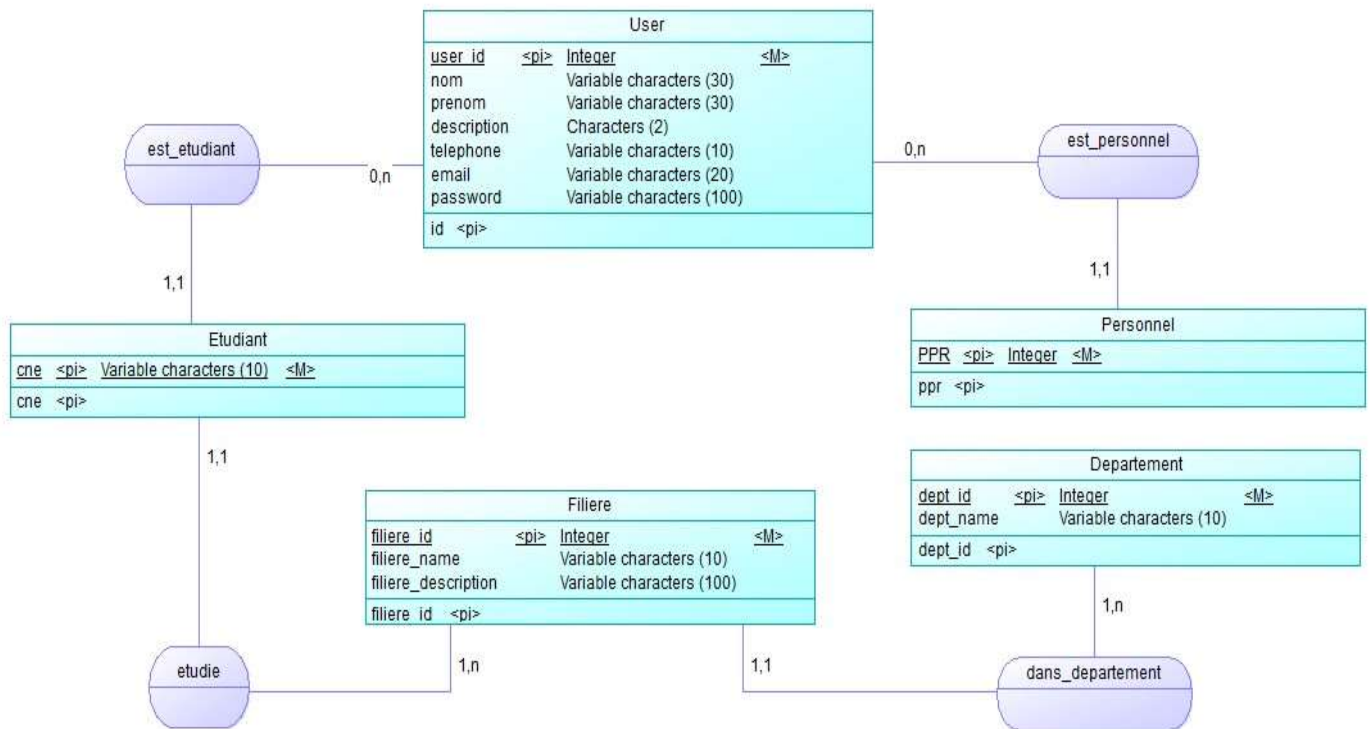 User
user_id <pi> Integer <M>
nom Variable characters (30)
prenom Variable characters (30)
description Characters (2)
telephone Variable characters (10)
email Variable characters (20)
password Variable characters (100)
id <pi>
est_etudiant
0,n
0,n
est_personnel
1,1
1,1
Etudiant
cne <pi> Variable characters (10) <M>
cne <pi>
Personnel
PPR <pi> Integer <M>
ppr <pi>
1,1
Filiere
filiere_id <pi> Integer <M>
filiere_name Variable characters (10)
filiere_description Variable characters (100)
filiere_id <pi>
Departement
dept_id <pi> Integer <M>
dept_name Variable characters (10)
dept_id <pi>
etudie
1,n
1,1
1,n
dans_departement